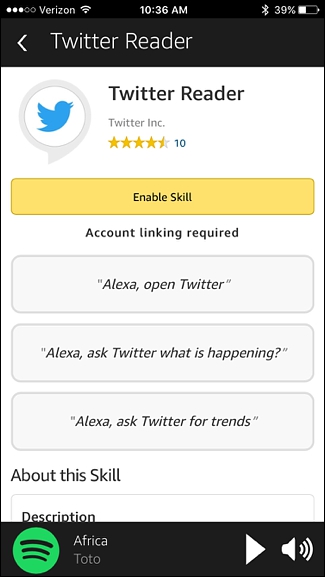 Verizon 10:36 AM 39%
Twitter Reader
Twitter Reader
Twitter Inc.
10
Enable Skill
Account linking required
"Alexa, open Twitter"
"Alexa, ask Twitter what is happening?"
"Alexa, ask Twitter for trends"
About this Skill
Description
Africa
Toto